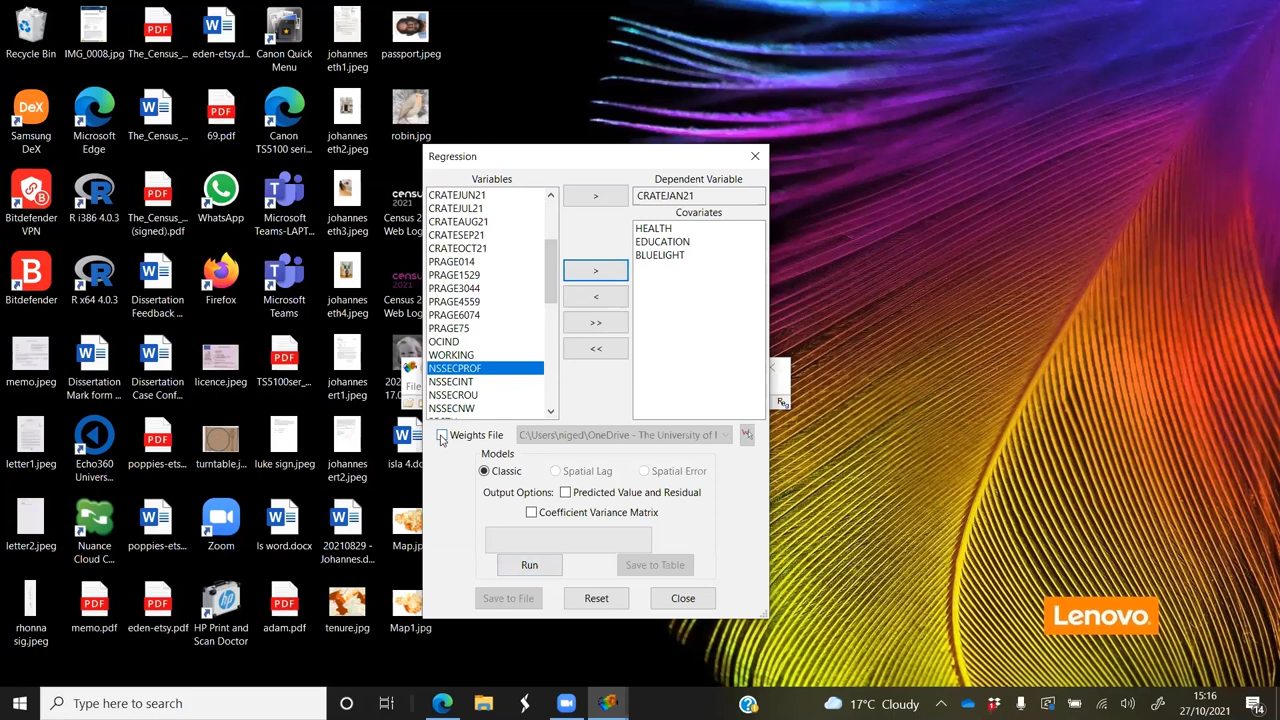 Recycle Bin
IMG_0008.jpg
The_Census_...
eden-etsy.d...
Canon Quick
Menu
johannes
eth1.jpeg
passport.jpeg
Samsung
DeX
Microsoft
Edge
The_Census_...
69.pdf
Canon
TS5100 seri...
johannes
eth2.jpeg
robin.jpg
Bitdefender
VPN
R i386 4.0.3
The_Census_...
(signed).pdf
WhatsApp
Microsoft
Teams-LAPT...
johannes
eth3.jpeg
census
2021
Census 2
Web Log
Bitdefender
R x64 4.0.3
Dissertation
Feedback ...
Firefox
Microsoft
Teams
johannes
eth4.jpeg
census
2021
Census 2
Web Log
memo.jpeg
Dissertation
Mark form ...
Dissertation
Case Conf...
licence.jpeg
TS5100ser_...
johannes
ert1.jpeg
letter1.jpeg
Echo360
Univers...
poppies-ets...
turntable.j...
luke sign.jpeg
johannes
ert2.jpeg
isla 4.do
letter2.jpeg
Nuance
Cloud C...
poppies-ets...
Zoom
ls word.docx
20210829 -
Johannes.d...
Map.jp
rhonna
sig.jpeg
memo.pdf
eden-etsy.pdf
HP Print and
Scan Doctor
adam.pdf
tenure.jpg
Map1.jpg
File
Reg
Regression
Variables
CRATEJUN21
CRATEJUL21
CRATEAUG21
CRATESEP21
CRATEOCT21
PRAGE014
PRAGE1529
PRAGE3044
PRAGE4559
PRAGE6074
PRAGE75
OCIND
WORKING
NSSECPROF
NSSECINT
NSSECROU
NSSECNW
>
>
<
>>
<<
Dependent Variable
CRATEJAN21
Covariates
HEALTH
EDUCATION
BLUELIGHT
Weights File
C:\Users\niged\OneDrive - The University of l
Models
Classic
Spatial Lag
Spatial Error
Output Options:
Predicted Value and Residual
Coefficient Variance Matrix
Run
Save to Table
Save to File
Reset
Close
Lenovo
Type here to search
17°C Cloudy
15:16
27/10/2021
14